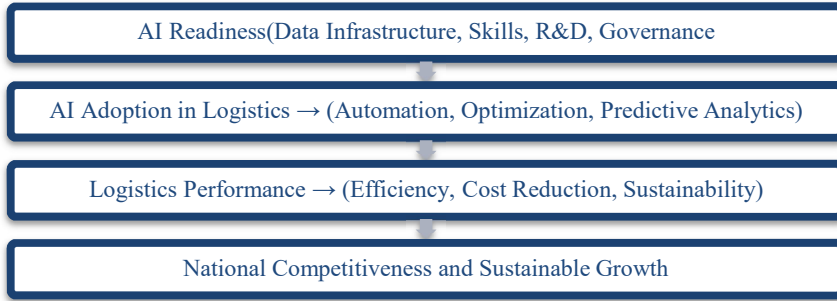 AI Readiness(Data Infrastructure, Skills, R&D, Governance
AI Adoption in Logistics → (Automation, Optimization, Predictive Analytics)
Logistics Performance → (Efficiency, Cost Reduction, Sustainability)
National Competitiveness and Sustainable Growth